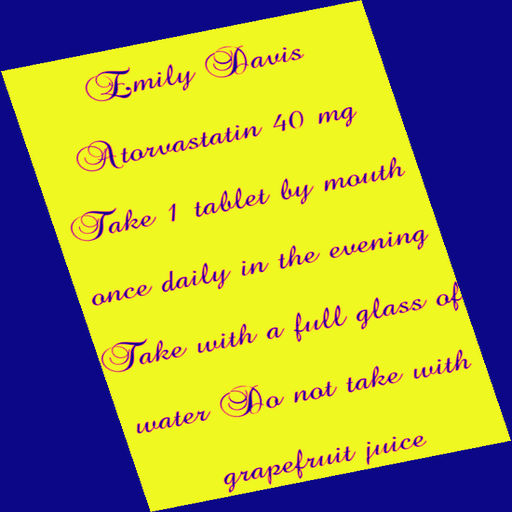 Emily Davis
Atorvastatin 40 mg
Take 1 tablet by mouth
once daily in the evening
Take with a full glass of
water Do not take with
grapefruit juice